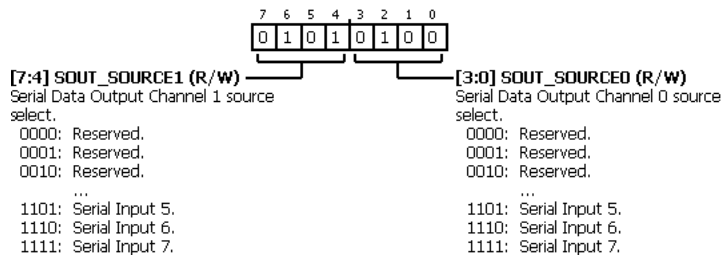 7 6 5 4 3 2 1 0
0 1 0 1 0 1 0 0
[7:4] SOUT_SOURCE1 (R/W)
Serial Data Output Channel 1 source
select.
0000: Reserved.
0001: Reserved.
0010: Reserved.
...
1101: Serial Input 5.
1110: Serial Input 6.
1111: Serial Input 7.
[3:0] SOUT_SOURCE0 (R/W)
Serial Data Output Channel 0 source
select.
0000: Reserved.
0001: Reserved.
0010: Reserved.
...
1101: Serial Input 5.
1110: Serial Input 6.
1111: Serial Input 7.